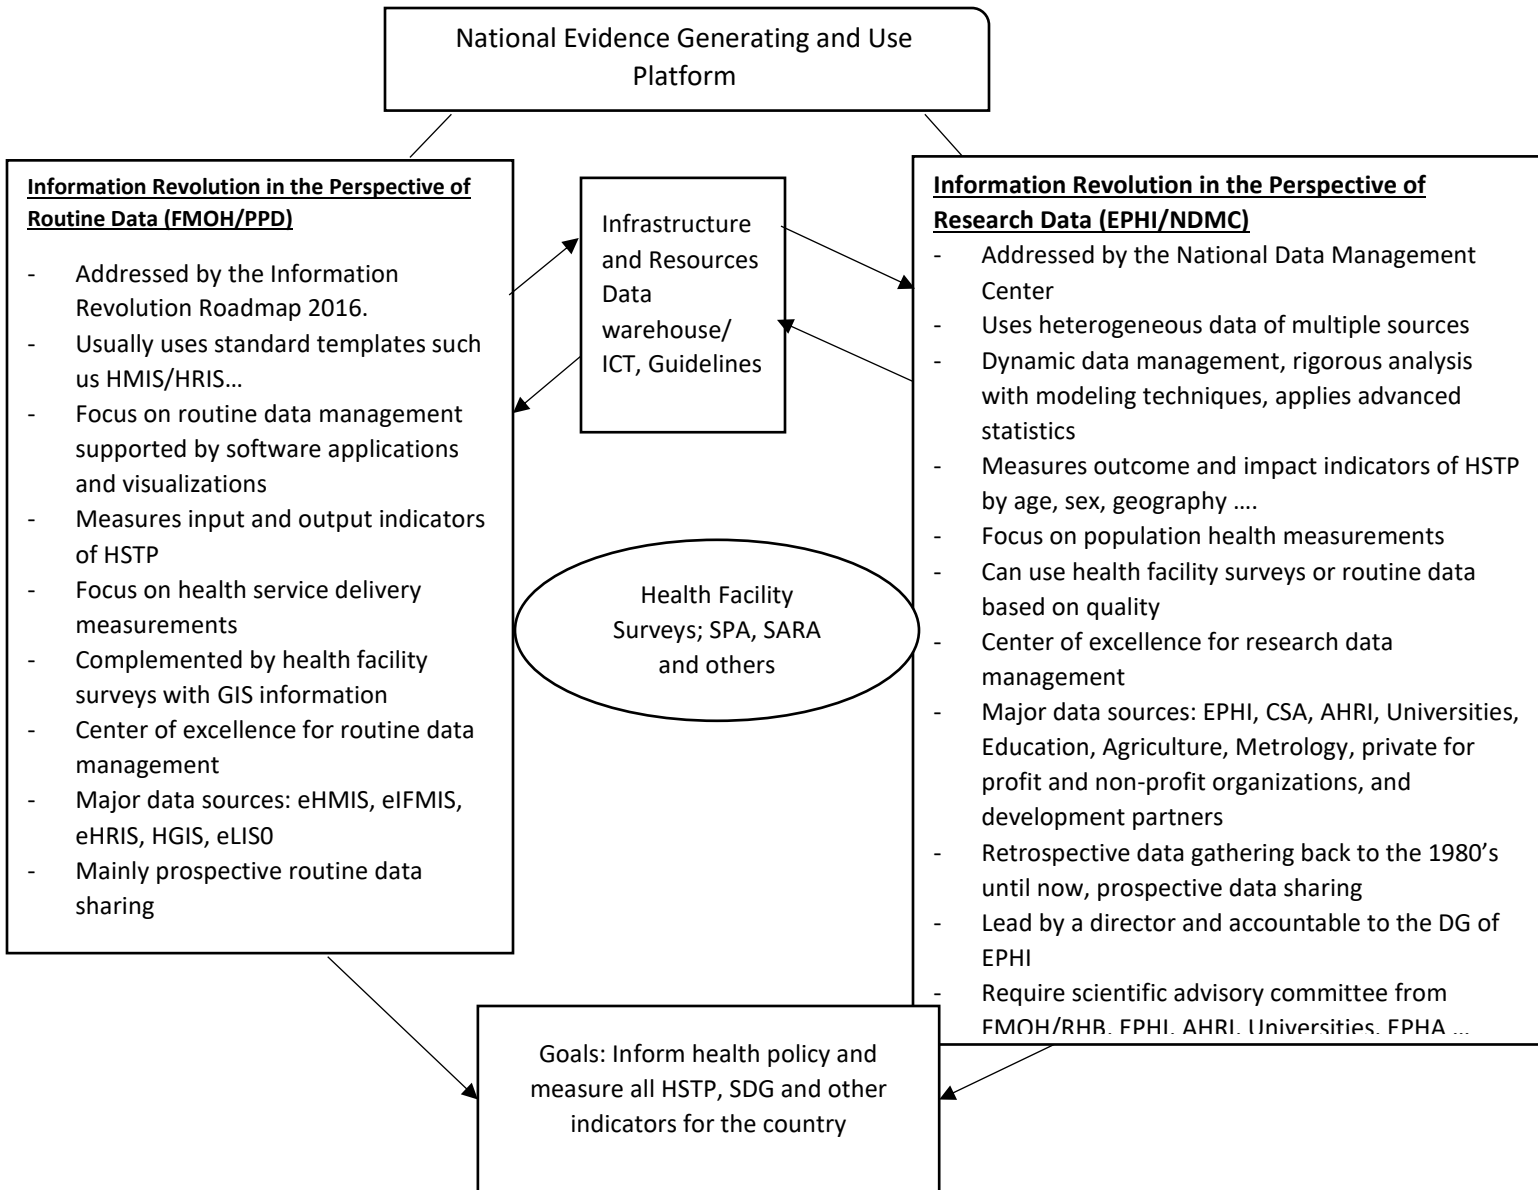 National Evidence Generating and Use
Platform
Information Revolution in the Perspective of
Routine Data (FMOH/PPD)
- Addressed by the Information
Revolution Roadmap 2016.
- Usually uses standard templates such
us HMIS/HRIS…
- Focus on routine data management
supported by software applications
and visualizations
- Measures input and output indicators
of HSTP
- Focus on health service delivery
measurements
- Complemented by health facility
surveys with GIS information
- Center of excellence for routine data
management
- Major data sources: eHMIS, eIFMIS,
eHRIS, HGIS, eLIS0
- Mainly prospective routine data
sharing
Infrastructure
and Resources
Data
warehouse/
ICT, Guidelines
Health Facility
Surveys; SPA, SARA
and others
Information Revolution in the Perspective of
Research Data (EPHI/NDMC)
- Addressed by the National Data Management
Center
- Uses heterogeneous data of multiple sources
- Dynamic data management, rigorous analysis
with modeling techniques, applies advanced
statistics
- Measures outcome and impact indicators of HSTP
by age, sex, geography ….
- Focus on population health measurements
- Can use health facility surveys or routine data
based on quality
- Center of excellence for research data
management
- Major data sources: EPHI, CSA, AHRI, Universities,
Education, Agriculture, Metrology, private for
profit and non-profit organizations, and
development partners
- Retrospective data gathering back to the 1980’s
until now, prospective data sharing
- Lead by a director and accountable to the DG of
EPHI
- Require scientific advisory committee from
FMOH/RHB, EPHI, AHRI, Universities, EPHA …
Goals: Inform health policy and
measure all HSTP, SDG and other
indicators for the country